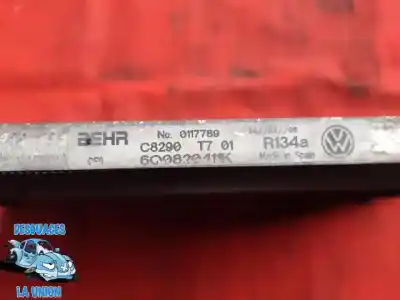 BEHR No. 0117789
C8290 T7 01 R134a
6Q0820411K Made in Spain
DESGUACES
LA UNION